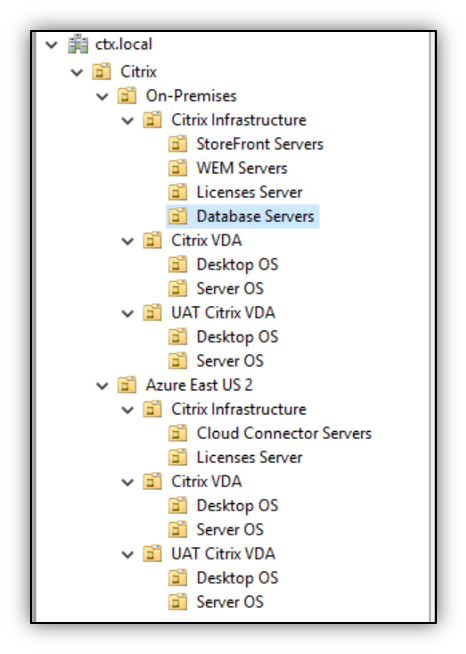 ctx.local
Citrix
On-Premises
Citrix Infrastructure
StoreFront Servers
WEM Servers
Licenses Server
Database Servers
Citrix VDA
Desktop OS
Server OS
UAT Citrix VDA
Desktop OS
Server OS
Azure East US 2
Citrix Infrastructure
Cloud Connector Servers
Licenses Server
Citrix VDA
Desktop OS
Server OS
UAT Citrix VDA
Desktop OS
Server OS